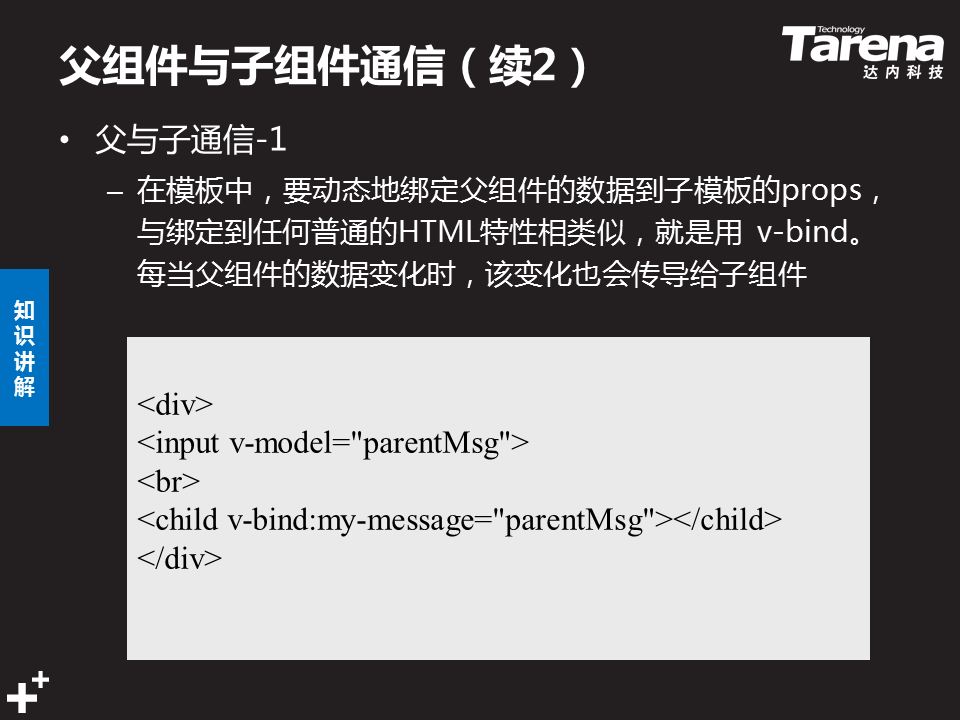 父组件与子组件通信（续2）
Technology
Tarena
达内科技
• 父与子通信-1
– 在模板中，要动态地绑定父组件的数据到子模板的props，
与绑定到任何普通的HTML特性相类似，就是用 v-bind。
每当父组件的数据变化时，该变化也会传导给子组件
知
识
讲
解
<div>
<input v-model="parentMsg">
<br>
<child v-bind:my-message="parentMsg"></child>
</div>